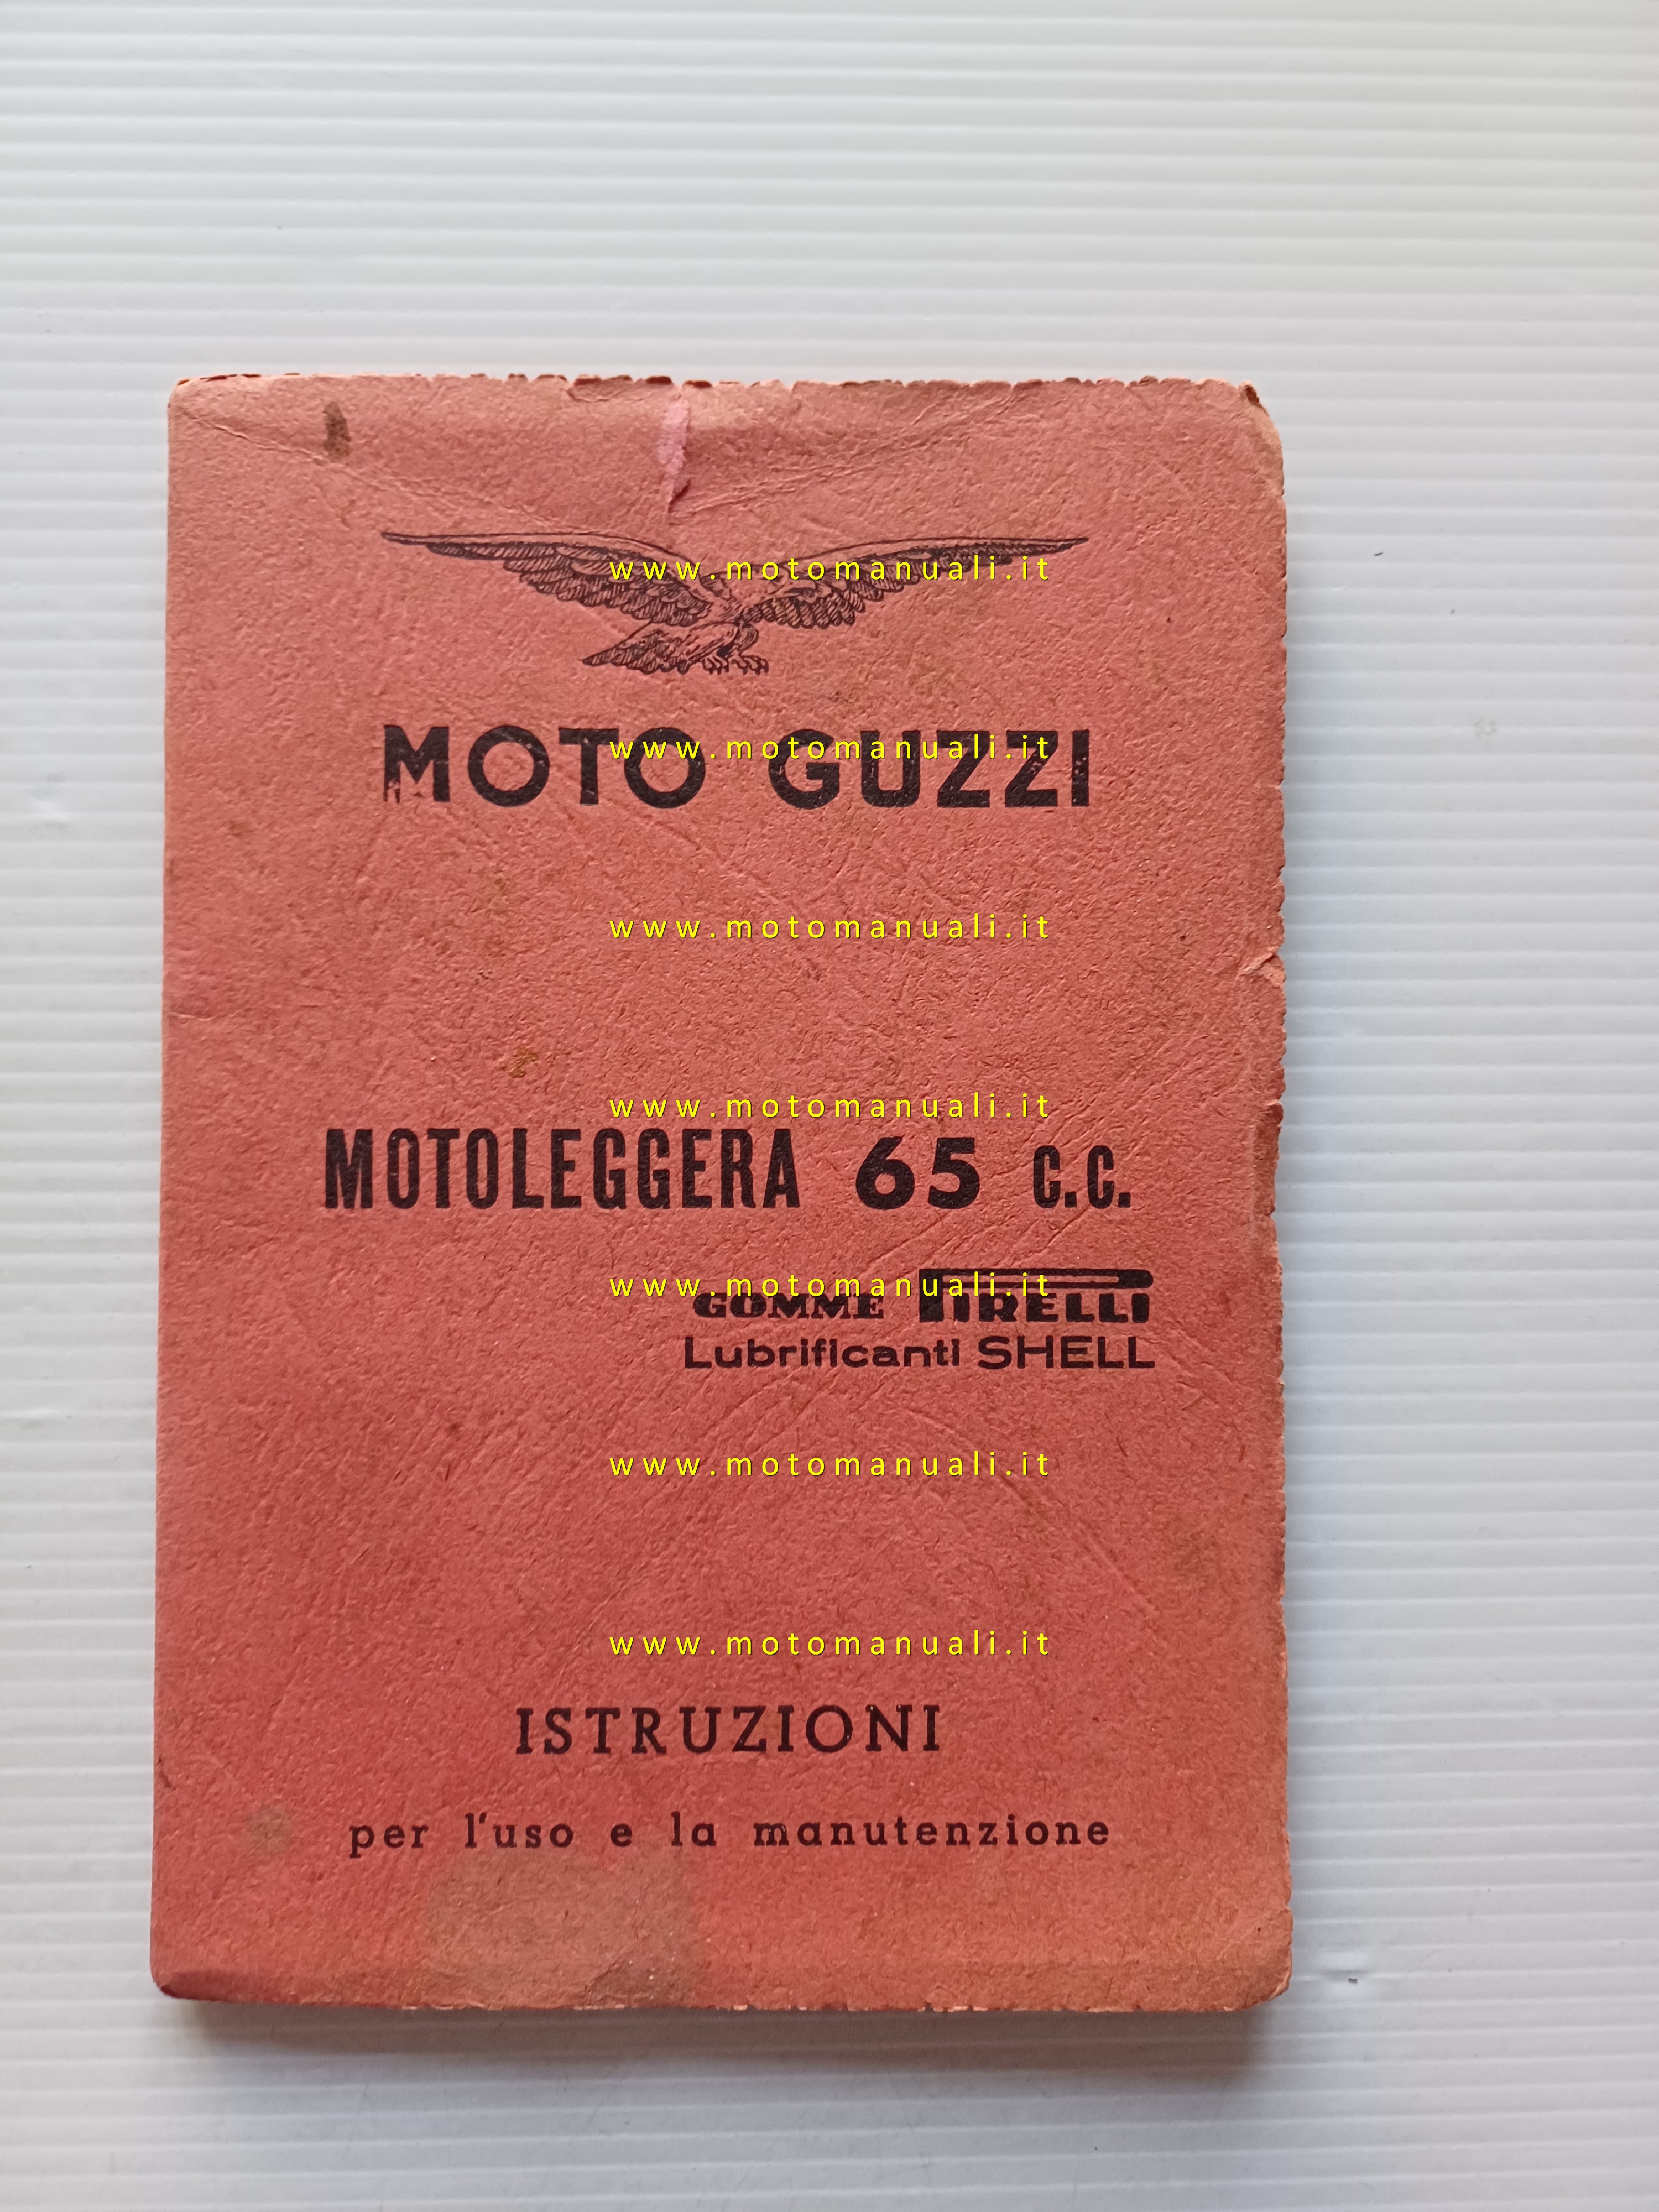 www.motomanuali.it
MOTO GUZZI
www.motomanuali.it
www.motomanuali.it
www.motomanuali.it
MOTOLEGGERA 65 C.C.
www.motomanuali.it
GOMME PIRELLI
Lubrificanti SHELL
www.motomanuali.it
www.motomanuali.it
ISTRUZIONI
per l'uso e la manutenzione